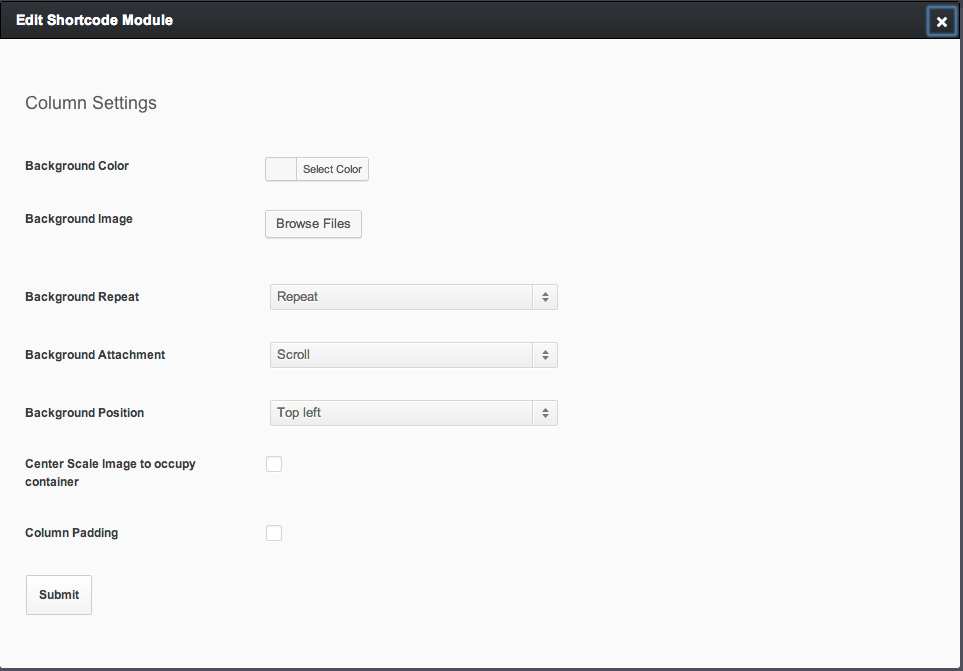 Edit Shortcode Module
Column Settings
Background Color
Select Color
Background Image
Browse Files
Background Repeat
Repeat
Background Attachment
Scroll
Background Position
Top left
Center Scale Image to occupy
container
Column Padding
Submit